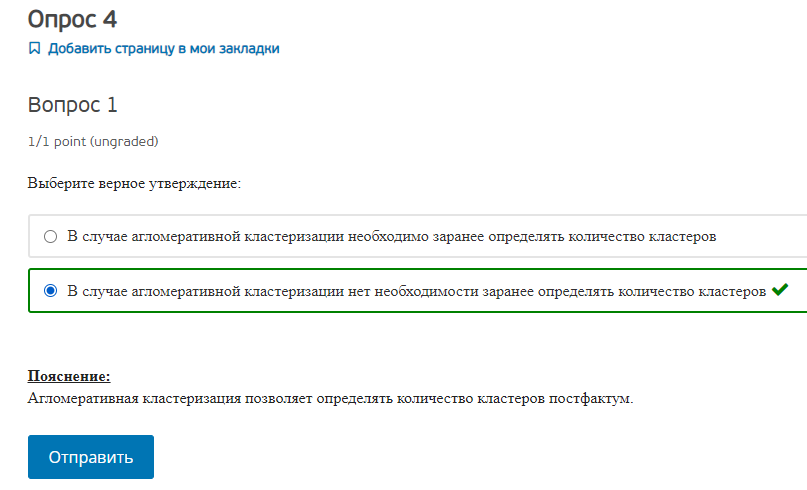 Опрос 4
Добавить страницу в мои закладки
Вопрос 1
1/1 point (ungraded)
Выберите верное утверждение:
В случае агломеративной кластеризации необходимо заранее определять количество кластеров
В случае агломеративной кластеризации нет необходимости заранее определять количество кластеров
Пояснение:
Агломеративная кластеризация позволяет определять количество кластеров постфактум.
Отправить